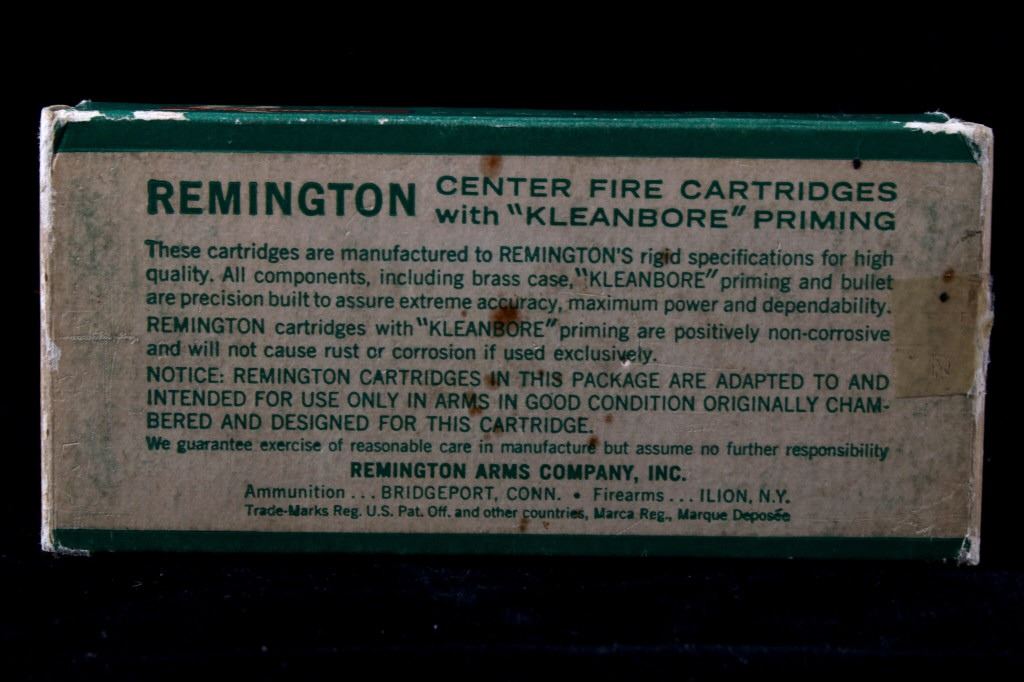 REMINGTON CENTER FIRE CARTRIDGES
with "KLEANBORE" PRIMING
These cartridges are manufactured to REMINGTON'S rigid specifications for high
quality. All components, including brass case, "KLEANBORE" priming and bullet
are precision built to assure extreme accuracy, maximum power and dependability.
REMINGTON cartridges with "KLEANBORE" priming are positively non-corrosive
and will not cause rust or corrosion if used exclusively.
NOTICE: REMINGTON CARTRIDGES IN THIS PACKAGE ARE ADAPTED TO AND
INTENDED FOR USE ONLY IN ARMS IN GOOD CONDITION ORIGINALLY CHAM-
BERED AND DESIGNED FOR THIS CARTRIDGE.
We guarantee exercise of reasonable care in manufacture but assume no further responsibility
REMINGTON ARMS COMPANY, INC.
Ammunition . . . BRIDGEPORT, CONN. • Firearms . . . ILION, N.Y.
Trade-Marks Reg. U.S. Pat. Off. and other countries, Marca Reg., Marque Deposée